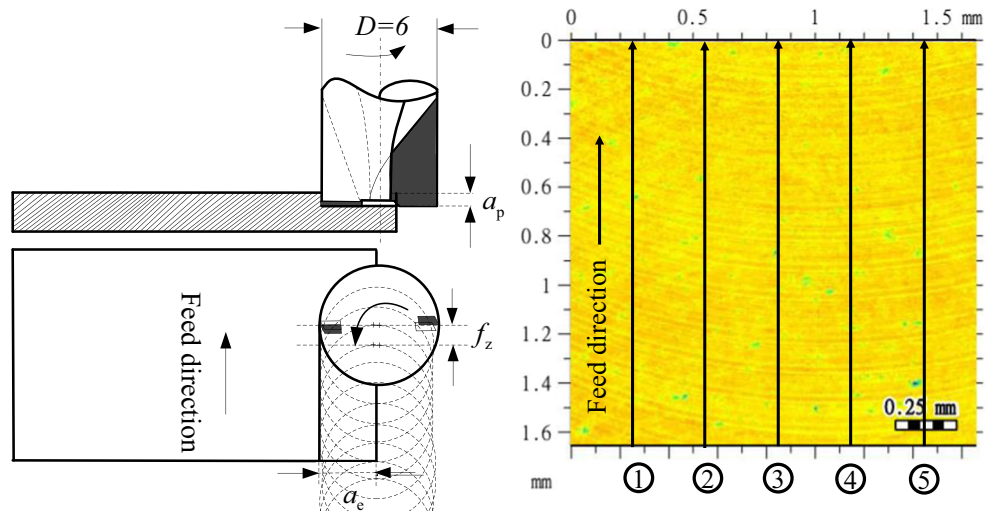 D=6
a_p
Feed direction
f_z
a_e
0 0.5 1 1.5 mm
0
0.2
0.4
0.6
0.8
1
1.2
1.4
1.6
mm
Feed direction
0.25 mm
① ② ③ ④ ⑤